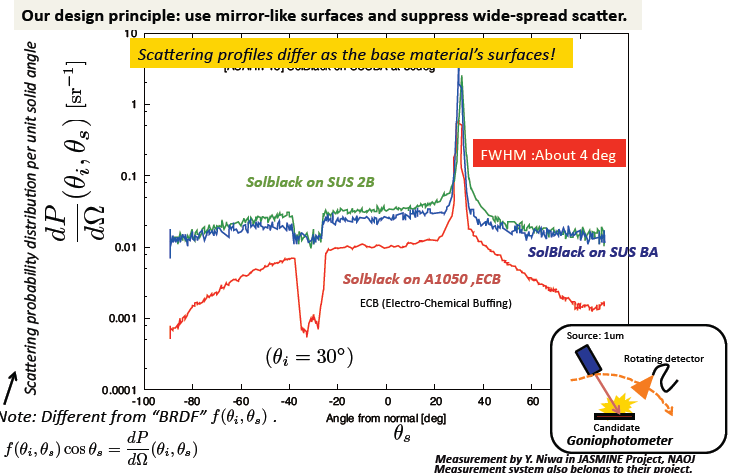 Our design principle: use mirror-like surfaces and suppress wide-spread scatter.
Scattering profiles differ as the base material's surfaces!
Scattering probability distribution per unit solid angle
dP/dΩ (θi, θs) [sr−1]
10
1
0.1
0.01
0.001
0.0001
FWHM :About 4 deg
Solblack on SUS 2B
SolBlack on SUS BA
Solblack on A1050 ,ECB
ECB (Electro-Chemical Buffing)
(θi = 30°)
-100 -80 -60 -40 -20 0 20 40 60
Angle from normal [deg]
θs
Source: 1um
Rotating detector
Candidate
Goniophotometer
Note: Different from "BRDF" f(θi, θs) .
f(θi, θs) cos θs = dP/dΩ (θi, θs)
Measurement by Y. Niwa in JASMINE Project, NAOJ
Measurement system also belongs to their project.